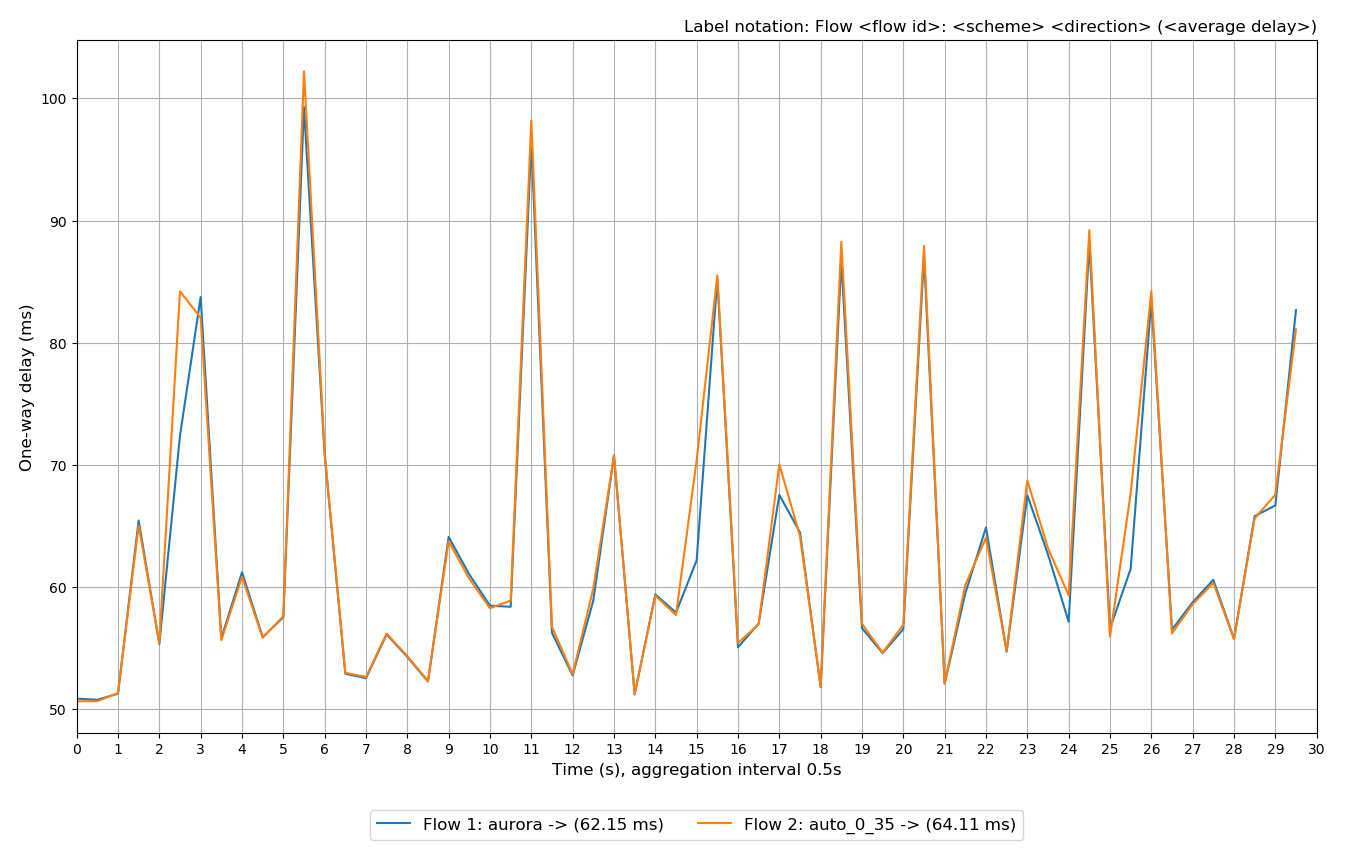 Label notation: Flow <flow id>: <scheme> <direction> (<average delay>)
100
90
80
70
60
50
One-way delay (ms)
0 1 2 3 4 5 6 7 8 9 10 11 12 13 14 15 16 17 18 19 20 21 22 23 24 25 26 27 28 29 30
Time (s), aggregation interval 0.5s
Flow 1: aurora -> (62.15 ms) Flow 2: auto_0_35 -> (64.11 ms)